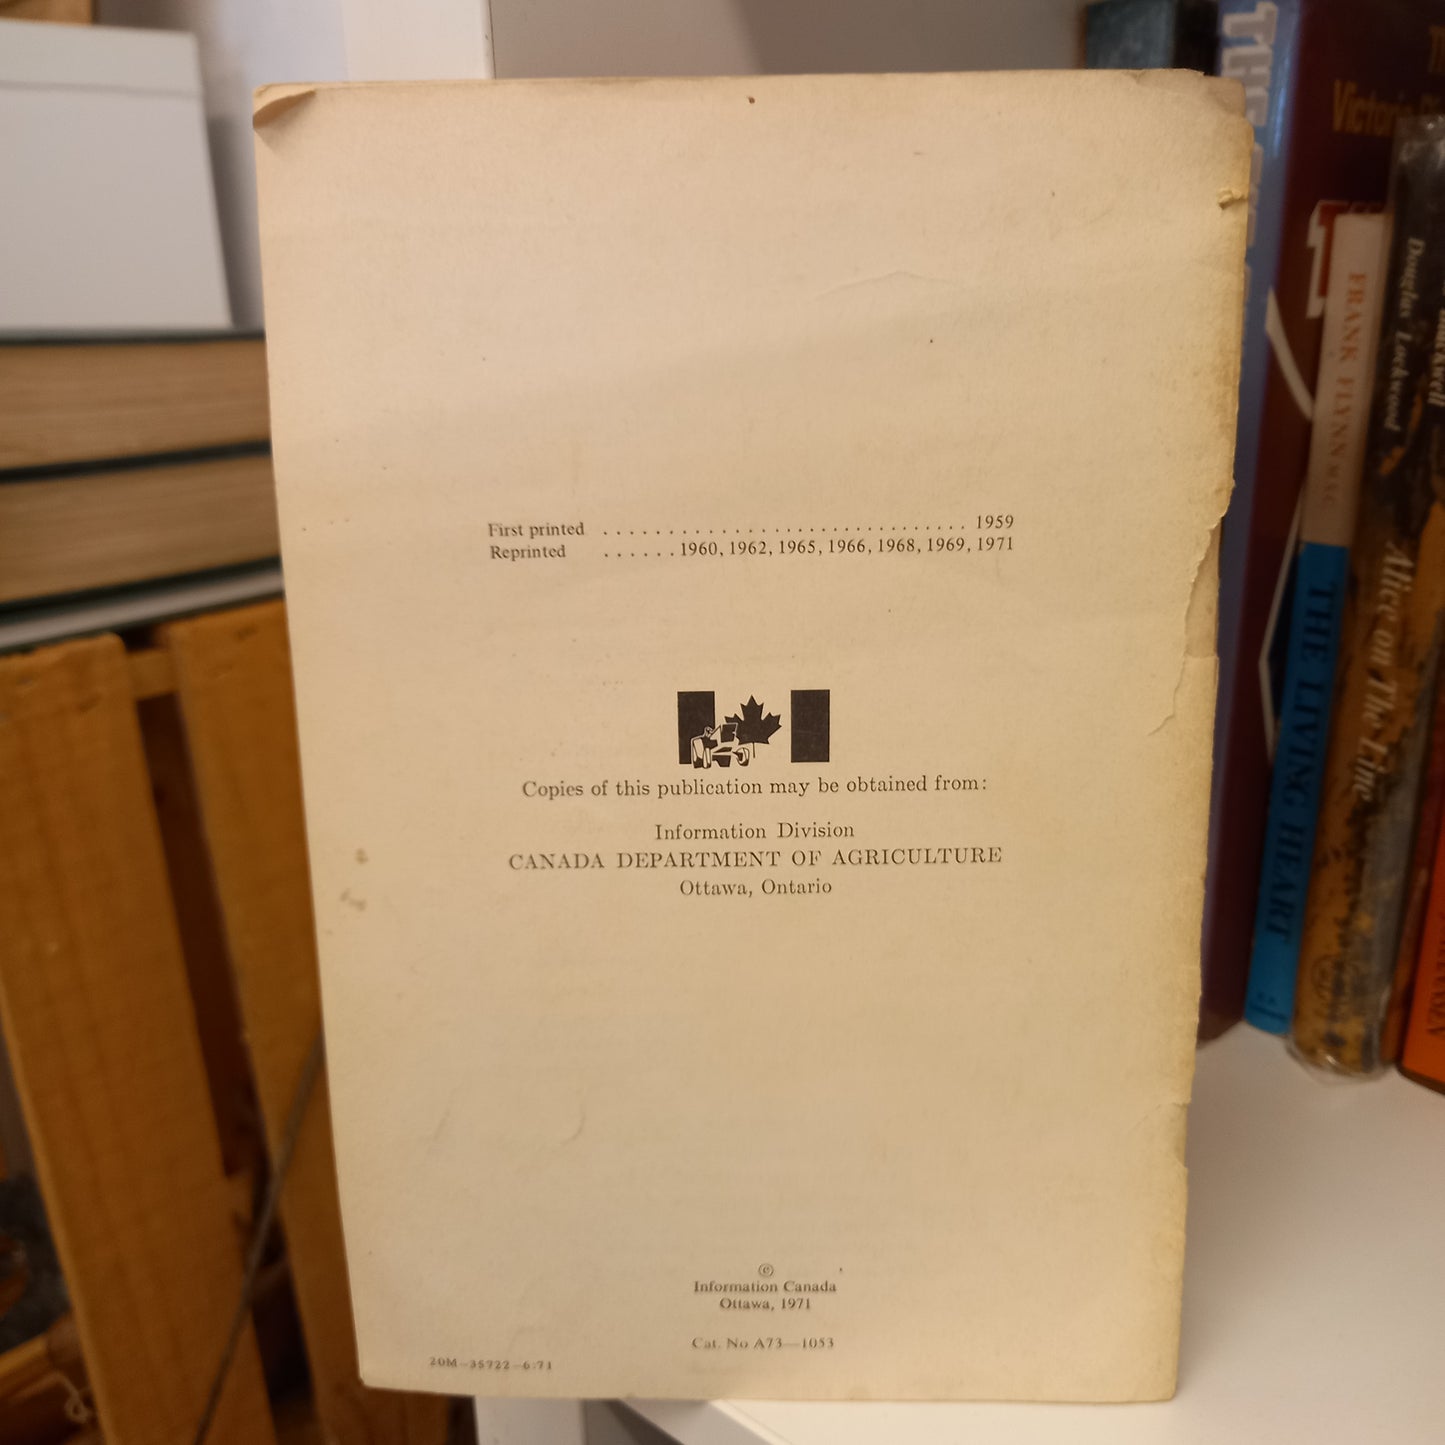 First printed .............................. 1959
Reprinted ...... 1960, 1962, 1965, 1966, 1968, 1969, 1971
Copies of this publication may be obtained from:
Information Division
CANADA DEPARTMENT OF AGRICULTURE
Ottawa, Ontario
©
Information Canada
Ottawa, 1971
Cat. No A73—1053
20M—35722—6:71
Victoria
FRANK FLYNN
THE LIVING HEART
Douglas Lockwood
Alice on The Line